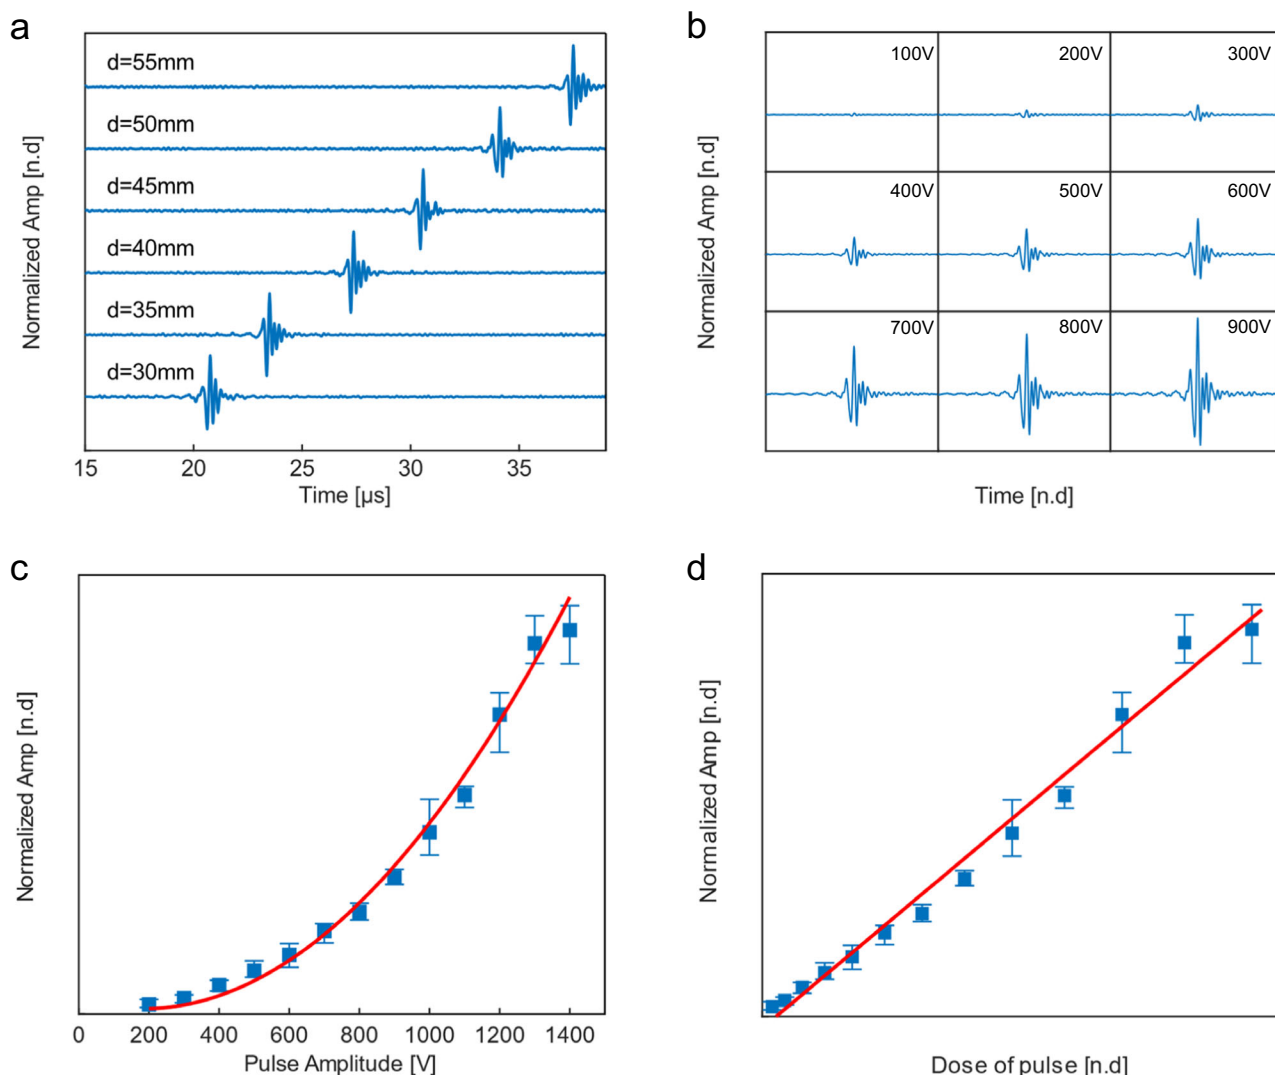 a
d=55mm
d=50mm
d=45mm
d=40mm
d=35mm
d=30mm
Normalized Amp [n.d]
15 20 25 30 35
Time [µs]
b
100V 200V 300V
400V 500V 600V
700V 800V 900V
Normalized Amp [n.d]
Time [n.d]
c
Normalized Amp [n.d]
0 200 400 600 800 1000 1200 1400
Pulse Amplitude [V]
d
Normalized Amp [n.d]
Dose of pulse [n.d]